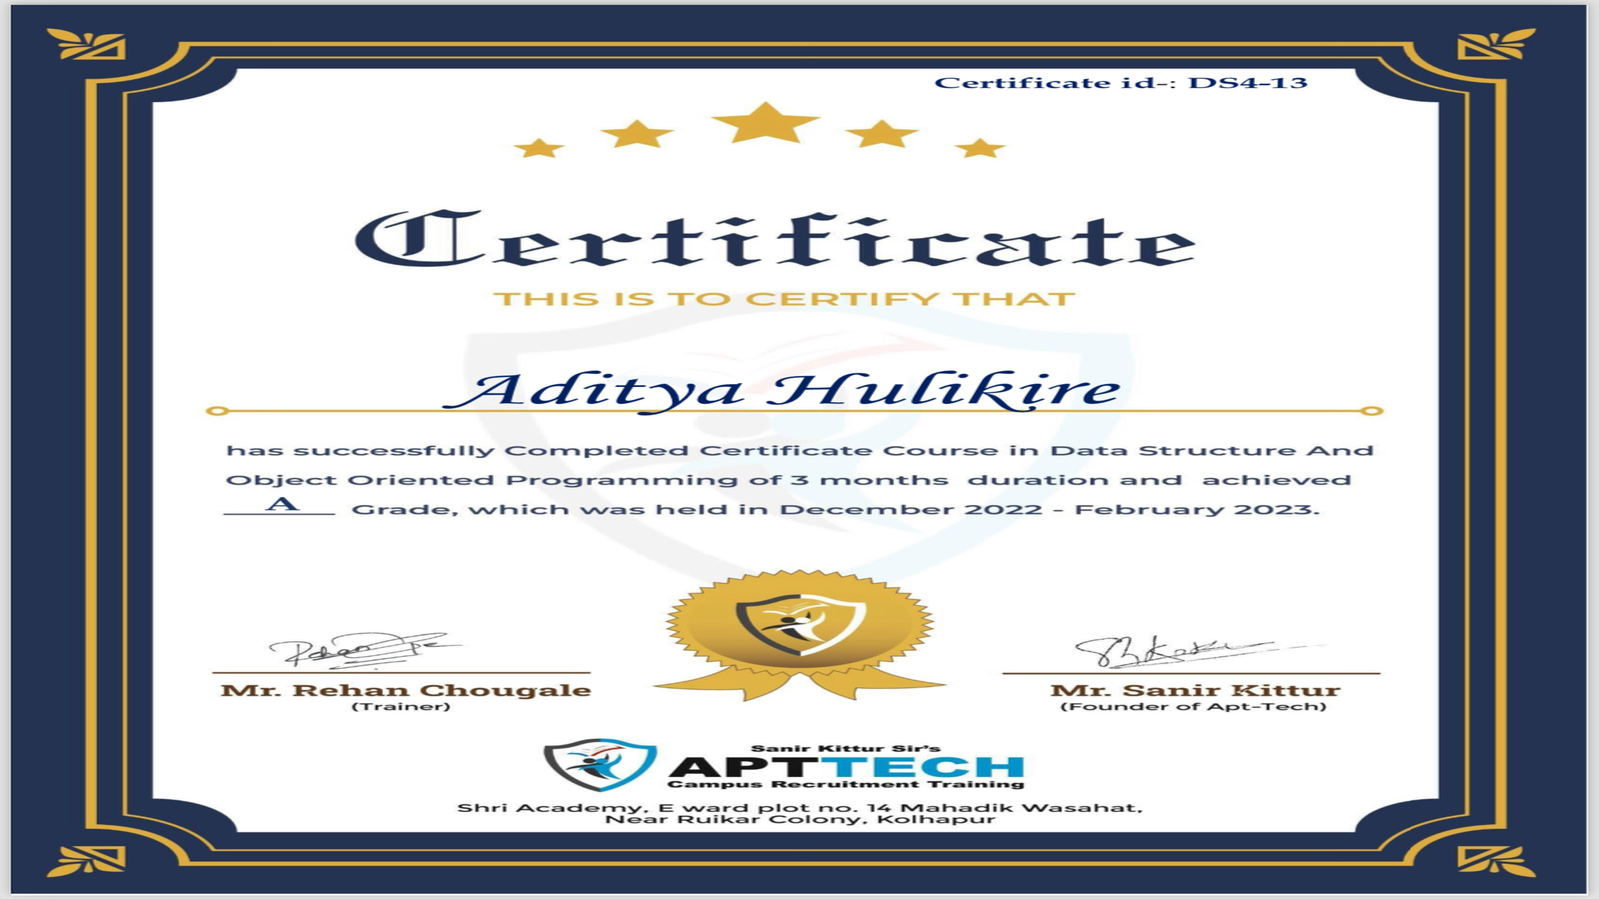 Certificate id-: DS4-13
Certificate
THIS IS TO CERTIFY THAT
Aditya Hulikire
has successfully Completed Certificate Course in Data Structure And
Object Oriented Programming of 3 months duration and achieved
A Grade, which was held in December 2022 - February 2023.
Mr. Rehan Chougale
(Trainer)
Mr. Sanir Kittur
(Founder of Apt-Tech)
Sanir Kittur Sir's
APTTECH
Campus Recruitment Training
Shri Academy, E ward plot no. 14 Mahadik Wasahat,
Near Ruikar Colony, Kolhapur